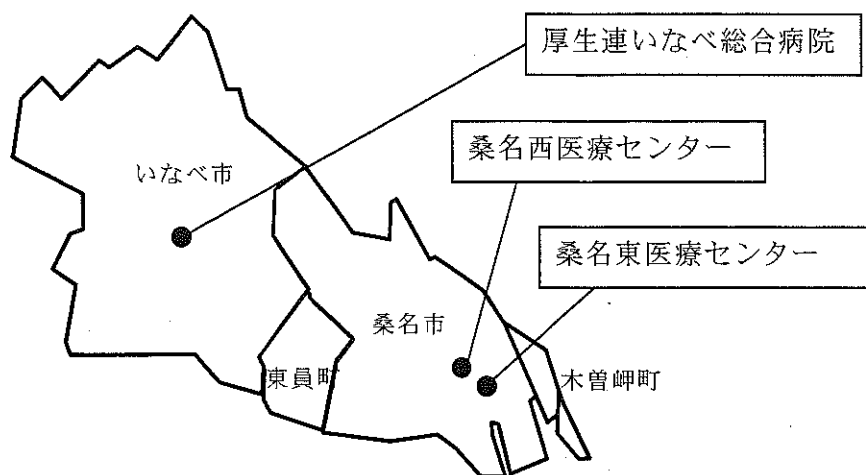 厚生連いなべ総合病院
桑名西医療センター
いなべ市
桑名東医療センター
桑名市
東員町
木曽岬町